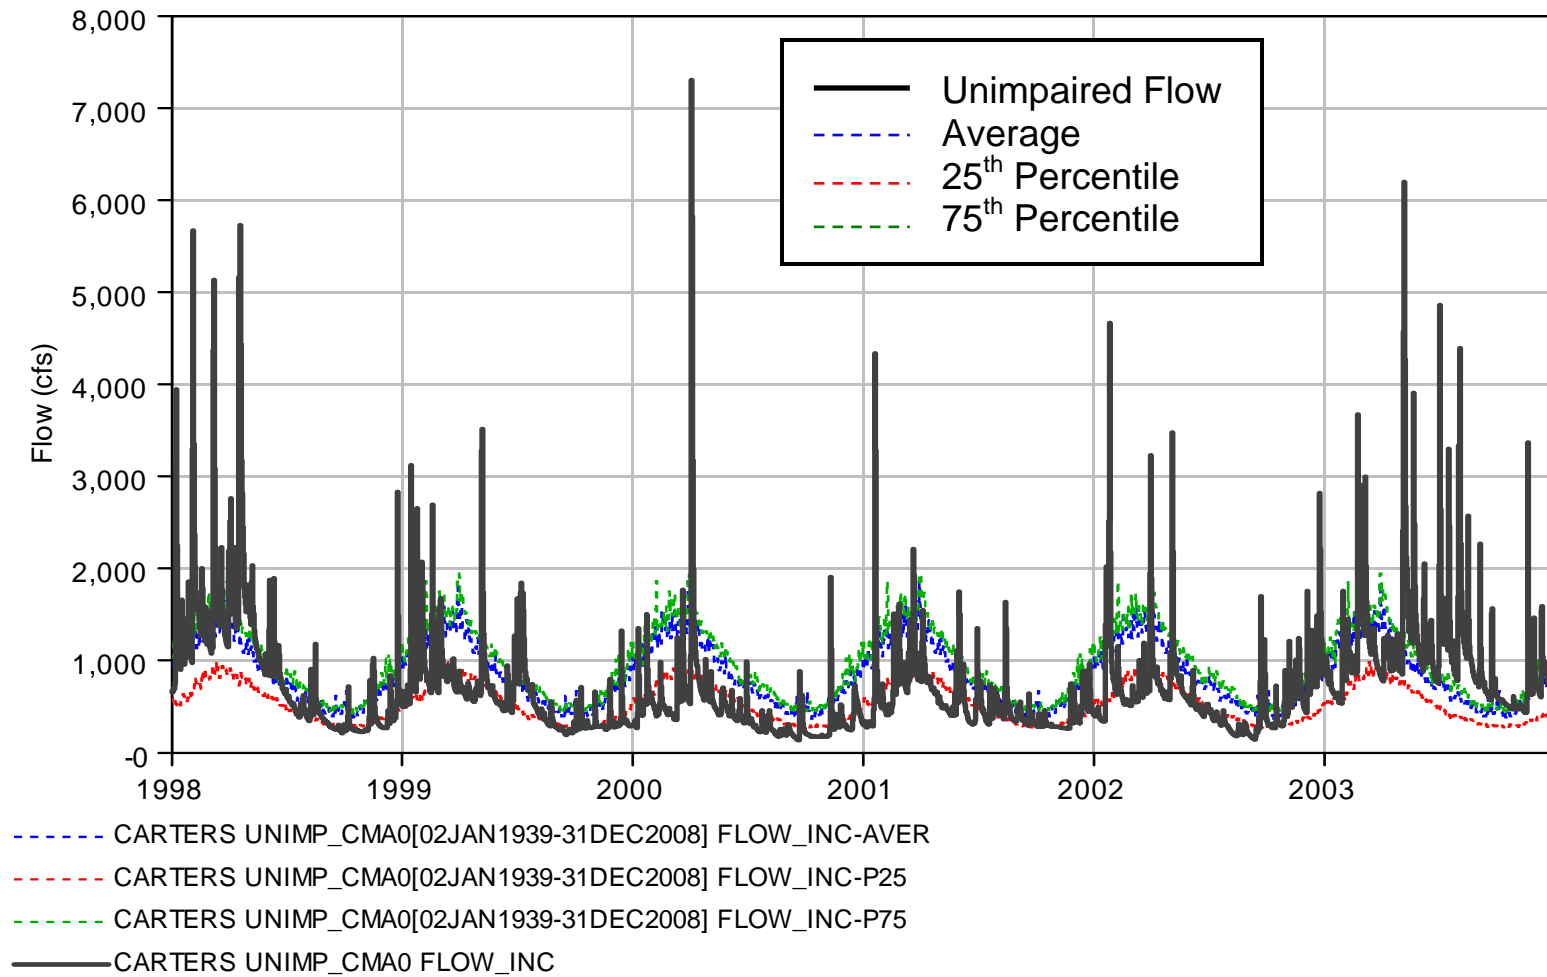 8,000
7,000
6,000
5,000
4,000
3,000
2,000
1,000
-0
Flow (cfs)
Unimpaired Flow
Average
25th Percentile
75th Percentile
1998 1999 2000 2001 2002 2003
CARTERS UNIMP_CMA0[02JAN1939-31DEC2008] FLOW_INC-AVER
CARTERS UNIMP_CMA0[02JAN1939-31DEC2008] FLOW_INC-P25
CARTERS UNIMP_CMA0[02JAN1939-31DEC2008] FLOW_INC-P75
CARTERS UNIMP_CMA0 FLOW_INC